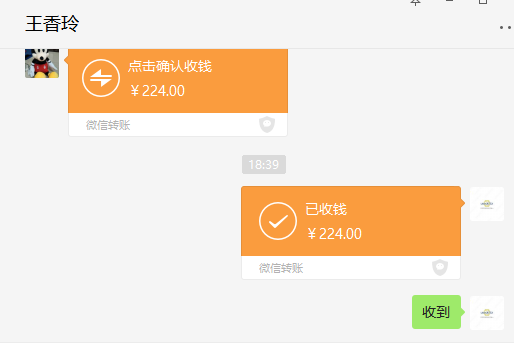 王香玲
点击确认收钱
￥224.00
微信转账
18:39
已收钱
￥224.00
微信转账
收到